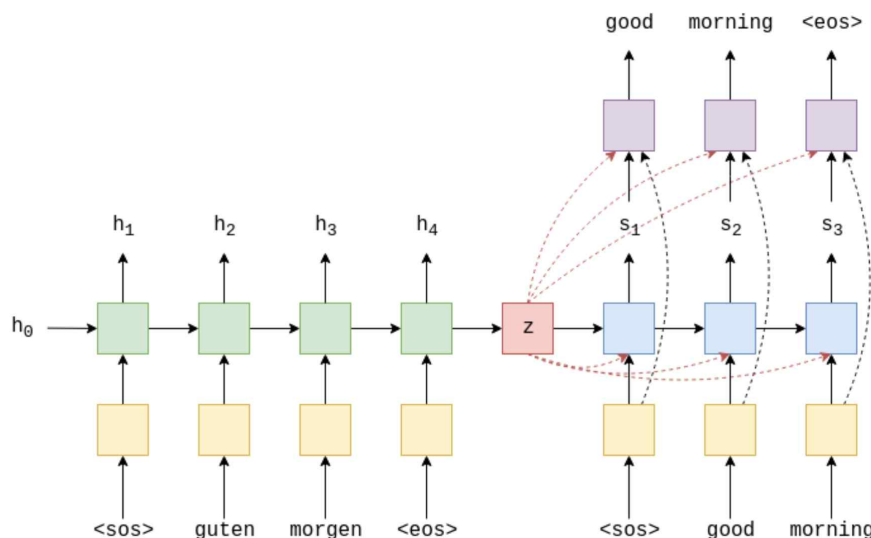 good morning <eos>
h₁ h₂ h₃ h₄ s₁ s₂ s₃
h₀ z
<sos> guten morgen <eos> <sos> good morning